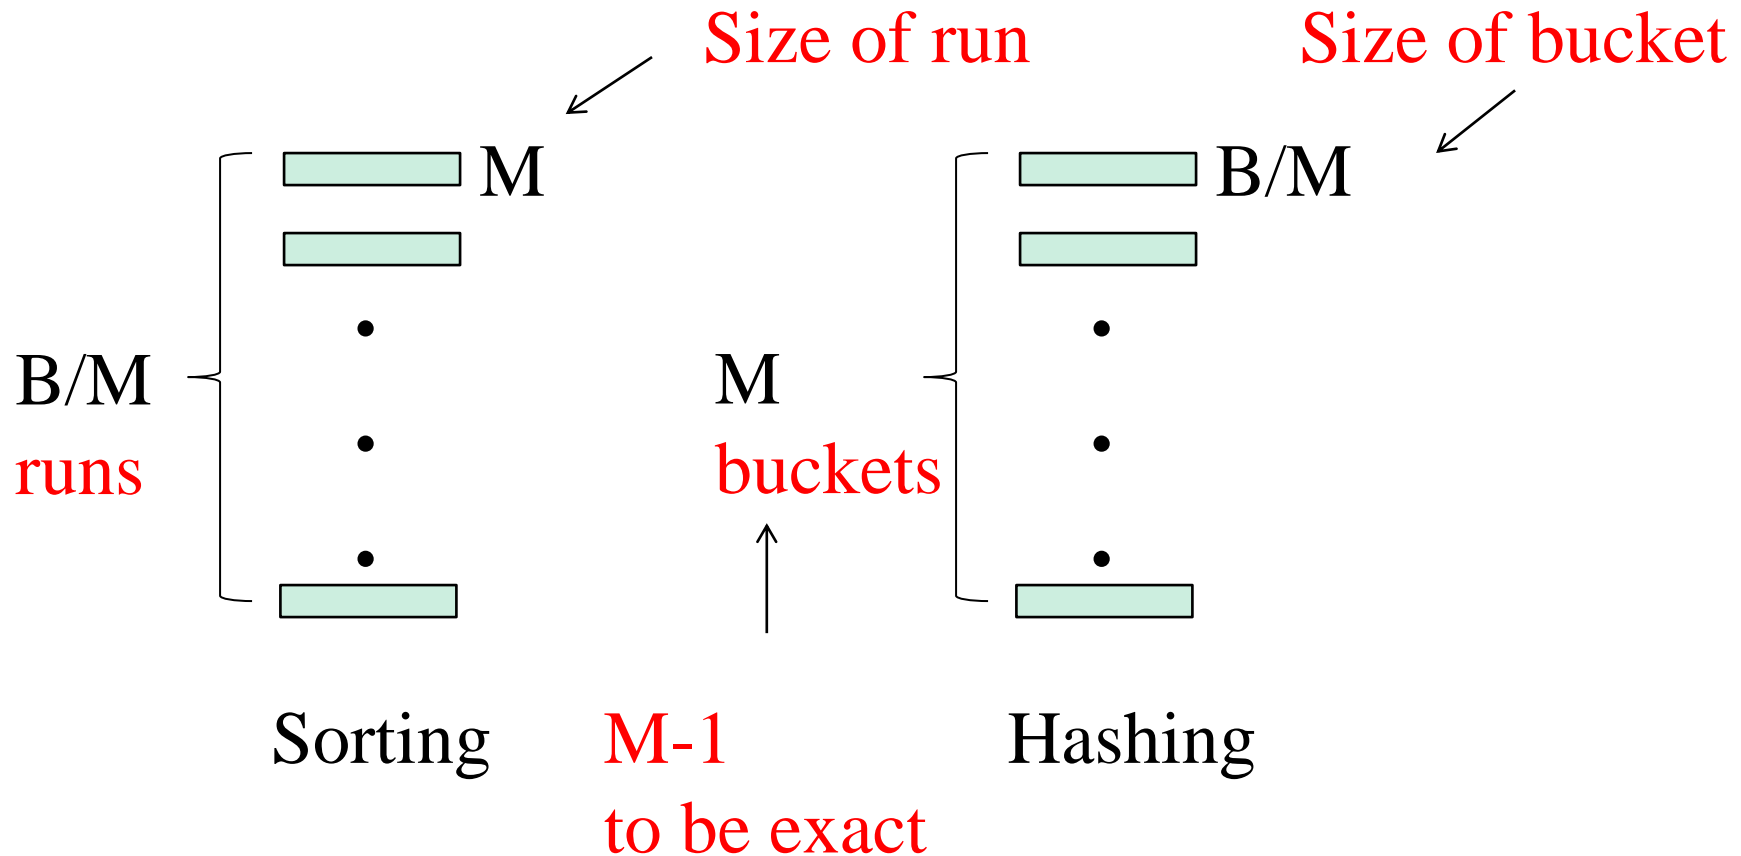 Size of run
Size of bucket
M
B/M
B/M
runs
M
buckets
Sorting
M-1
to be exact
Hashing